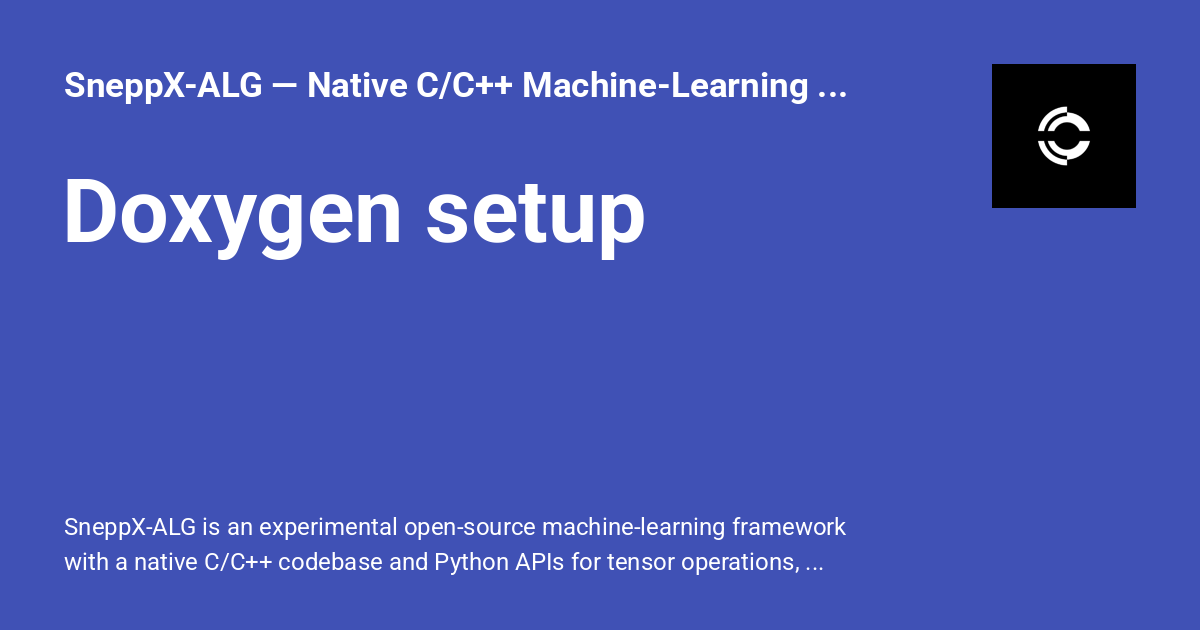 SneppX-ALG — Native C/C++ Machine-Learning ...
Doxygen setup
SneppX-ALG is an experimental open-source machine-learning framework
with a native C/C++ codebase and Python APIs for tensor operations, ...